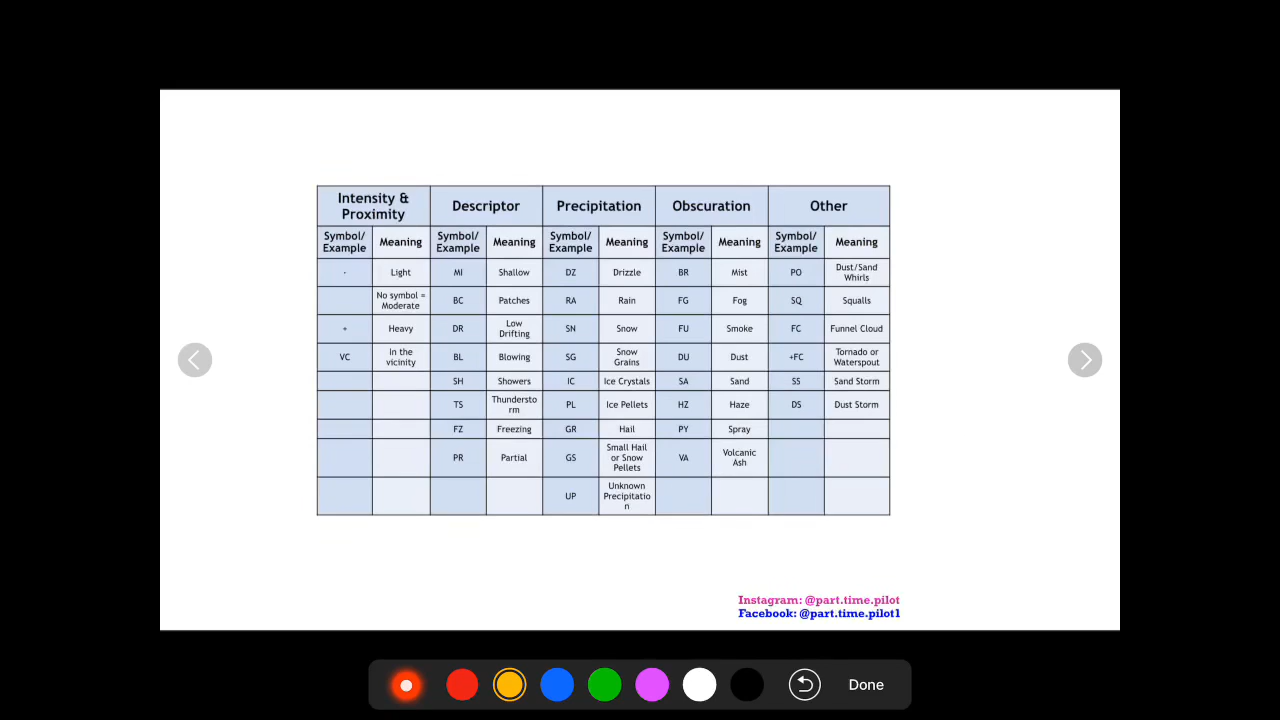 Intensity & Proximity Descriptor Precipitation Obscuration Other
Symbol/Example Meaning Symbol/Example Meaning Symbol/Example Meaning Symbol/Example Meaning Symbol/Example Meaning
- Light MI Shallow DZ Drizzle BR Mist PO Dust/Sand Whirls
No symbol = Moderate BC Patches RA Rain FG Fog SQ Squalls
+ Heavy DR Low Drifting SN Snow FU Smoke FC Funnel Cloud
VC In the vicinity BL Blowing SG Snow Grains DU Dust +FC Tornado or Waterspout
SH Showers IC Ice Crystals SA Sand SS Sand Storm
TS Thunderstorm PL Ice Pellets HZ Haze DS Dust Storm
FZ Freezing GR Hail PY Spray
PR Partial GS Small Hail or Snow Pellets VA Volcanic Ash
UP Unknown Precipitation
Instagram: @part.time.pilot
Facebook: @part.time.pilot1
Done